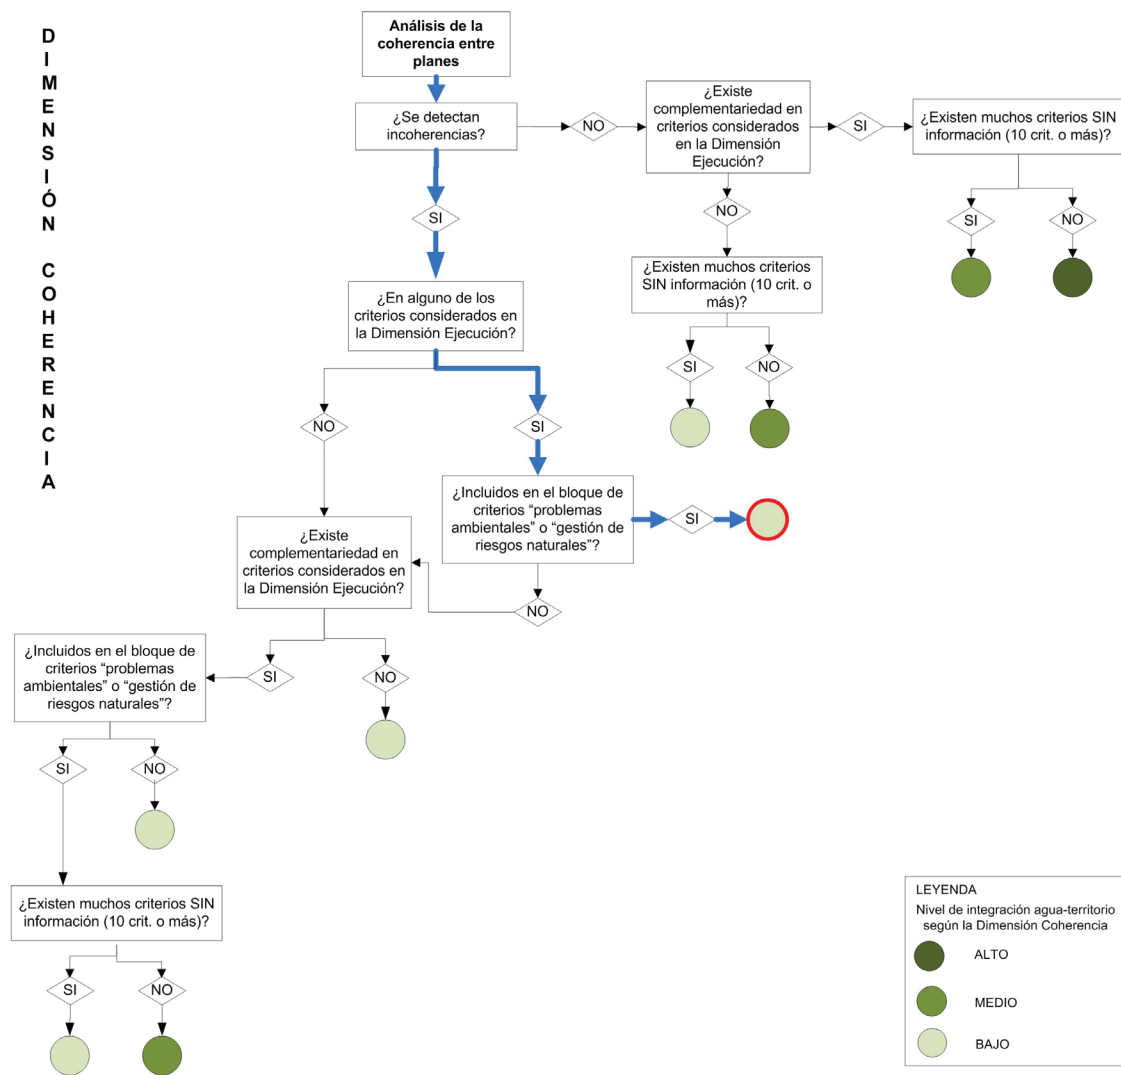 DIMENSIÓN COHERENCIA
Análisis de la
coherencia entre
planes
¿Se detectan
incoherencias?
NO
¿Existe
complementariedad en
criterios considerados
en la Dimensión
Ejecución?
SI
¿Existen muchos criterios SIN
información (10 crit. o más)?
SI
NO
SI
NO
¿Existen muchos criterios
SIN información (10 crit. o
más)?
SI
NO
¿En alguno de los
criterios considerados en
la Dimensión Ejecución?
NO
SI
¿Incluidos en el bloque de
criterios “problemas
ambientales” o “gestión de
riesgos naturales”?
SI
NO
¿Existe
complementariedad en
criterios considerados en
la Dimensión Ejecución?
SI
NO
¿Incluidos en el bloque de
criterios “problemas
ambientales” o “gestión de
riesgos naturales”?
SI
NO
¿Existen muchos criterios SIN
información (10 crit. o más)?
SI
NO
LEYENDA
Nivel de integración agua-territorio
según la Dimensión Coherencia
ALTO
MEDIO
BAJO